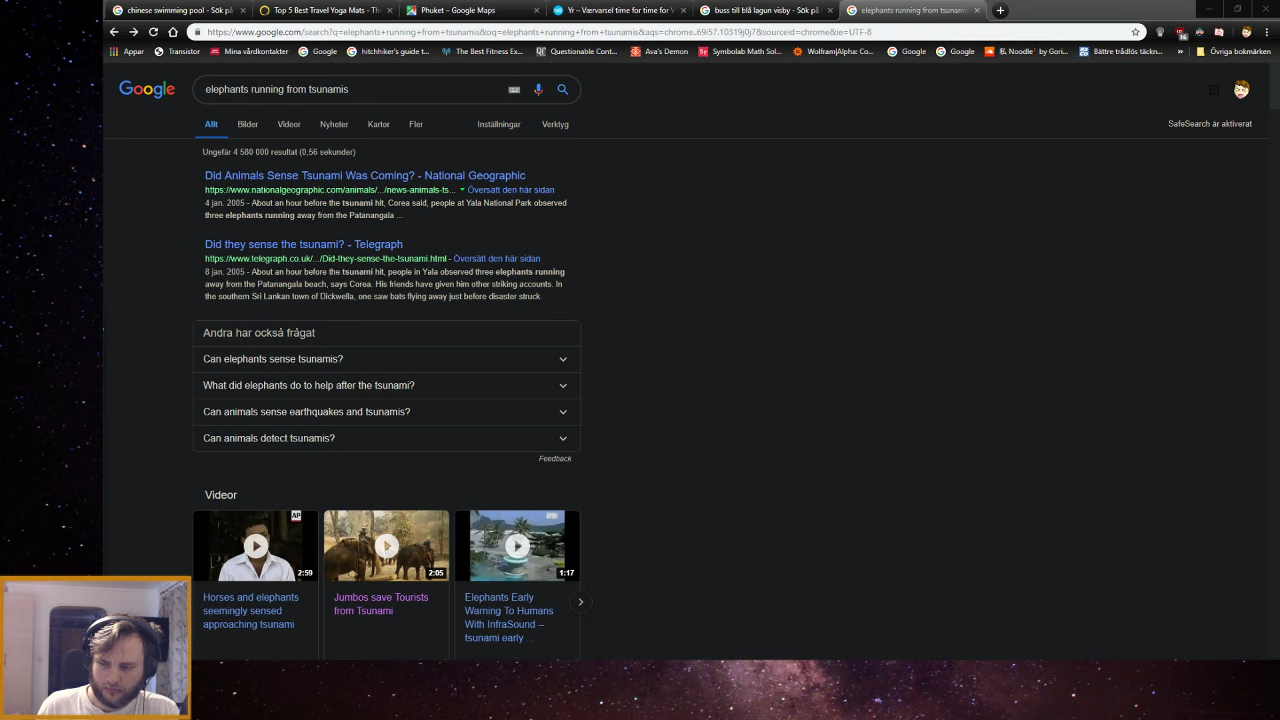 chinese swimming pool - Sök på
Top 5 Best Travel Yoga Mats - The
Phuket – Google Maps
Yr – Værvarsel time for time for V
buss till blå lagun visby - Sök på
elephants running from tsunamis
https://www.google.com/search?q=elephants+running+from+tsunamis&oq=elephants+running+from+tsunamis&aqs=chrome..69i57.10319j0j7&sourceid=chrome&ie=UTF-8
16
Appar
Transistor
Mina vårdkontakter
Google
hitchhiker's guide t...
The Best Fitness Ex...
Questionable Cont...
Ava's Demon
Symbolab Math Sol...
Wolfram|Alpha: Co...
Google
Google
Noodle' by Gori...
Bättre trådlös täckn...
»
Övriga bokmärken
Google
elephants running from tsunamis
Allt Bilder Videor Nyheter Kartor Fler Inställningar Verktyg
SafeSearch är aktiverat
Ungefär 4 580 000 resultat (0,56 sekunder)
Did Animals Sense Tsunami Was Coming? - National Geographic
https://www.nationalgeographic.com/animals/.../news-animals-ts... Översätt den här sidan
4 jan. 2005 - About an hour before the tsunami hit, Corea said, people at Yala National Park observed
three elephants running away from the Patanangala ...
Did they sense the tsunami? - Telegraph
https://www.telegraph.co.uk/.../Did-they-sense-the-tsunami.html - Översätt den här sidan
8 jan. 2005 - About an hour before the tsunami hit, people in Yala observed three elephants running
away from the Patanangala beach, says Corea. His friends have given him other striking accounts. In
the southern Sri Lankan town of Dickwella, one saw bats flying away just before disaster struck.
Andra har också frågat
Can elephants sense tsunamis?
What did elephants do to help after the tsunami?
Can animals sense earthquakes and tsunamis?
Can animals detect tsunamis?
Feedback
Videor
AP
2:59
2:05
1:17
Horses and elephants
seemingly sensed
approaching tsunami
Jumbos save Tourists
from Tsunami
Elephants Early
Warning To Humans
With InfraSound –
tsunami early ...